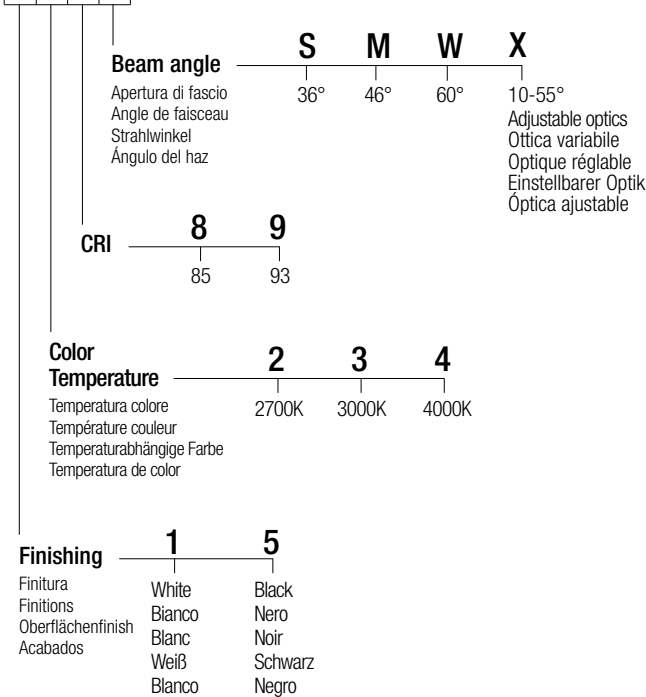 S M W X
Beam angle
36° 46° 60° 10-55°
Apertura di fascio
Angle de faisceau
Strahlwinkel
Ángulo del haz
Adjustable optics
Ottica variabile
Optique réglable
Einstellbarer Optik
Óptica ajustable
8 9
CRI
85 93
Color
Temperature
2 3 4
2700K 3000K 4000K
Temperatura colore
Température couleur
Temperaturabhängige Farbe
Temperatura de color
1 5
Finishing
Finitura
Finitions
Oberflächenfinish
Acabados
White
Bianco
Blanc
Weiß
Blanco
Black
Nero
Noir
Schwarz
Negro